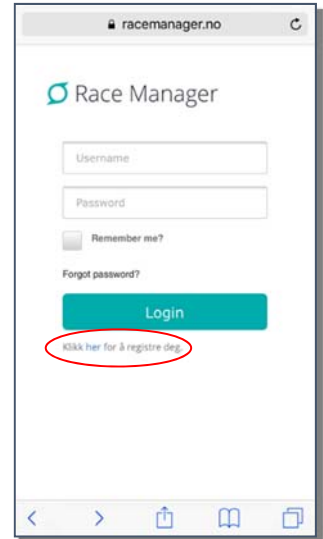 racemanager.no
Race Manager
Username
Password
Remember me?
Forgot password?
Login
Klikk her for å registre deg.